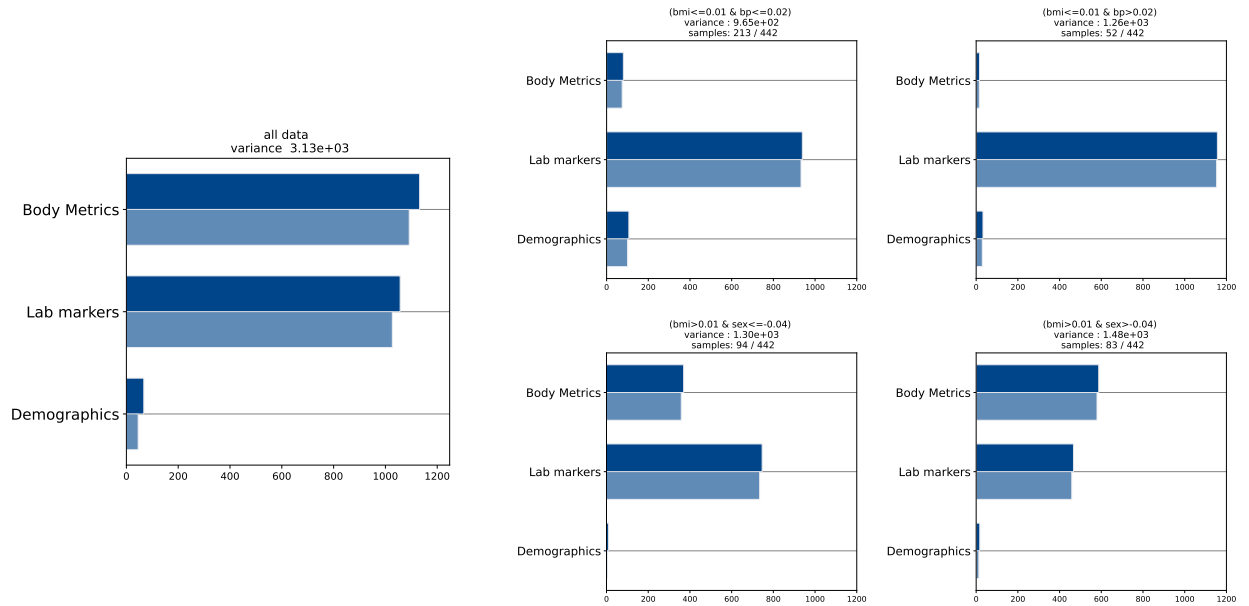 all data
variance  3.13e+03
Body Metrics
Lab markers
Demographics
0 200 400 600 800 1000 1200
(bmi<=0.01 & bp<=0.02)
variance : 9.65e+02
samples: 213 / 442
Body Metrics
Lab markers
Demographics
0 200 400 600 800 1000 1200
(bmi<=0.01 & bp>0.02)
variance : 1.26e+03
samples: 52 / 442
Body Metrics
Lab markers
Demographics
0 200 400 600 800 1000 1200
(bmi>0.01 & sex<=-0.04)
variance : 1.30e+03
samples: 94 / 442
Body Metrics
Lab markers
Demographics
0 200 400 600 800 1000 1200
(bmi>0.01 & sex>-0.04)
variance : 1.48e+03
samples: 83 / 442
Body Metrics
Lab markers
Demographics
0 200 400 600 800 1000 1200